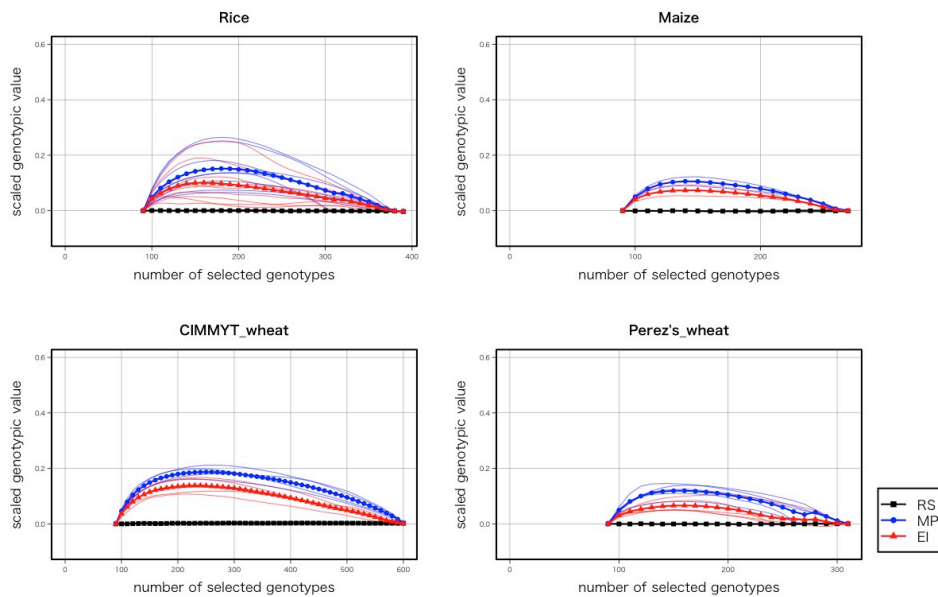 Rice
Maize
scaled genotypic value
0.6
0.4
0.2
0.0
0
100
200
300
400
number of selected genotypes
scaled genotypic value
0.6
0.4
0.2
0.0
0
100
200
number of selected genotypes
CIMMYT_wheat
Perez's_wheat
scaled genotypic value
0.6
0.4
0.2
0.0
0
100
200
300
400
500
600
number of selected genotypes
scaled genotypic value
0.6
0.4
0.2
0.0
0
100
200
300
number of selected genotypes
RS
MP
EI